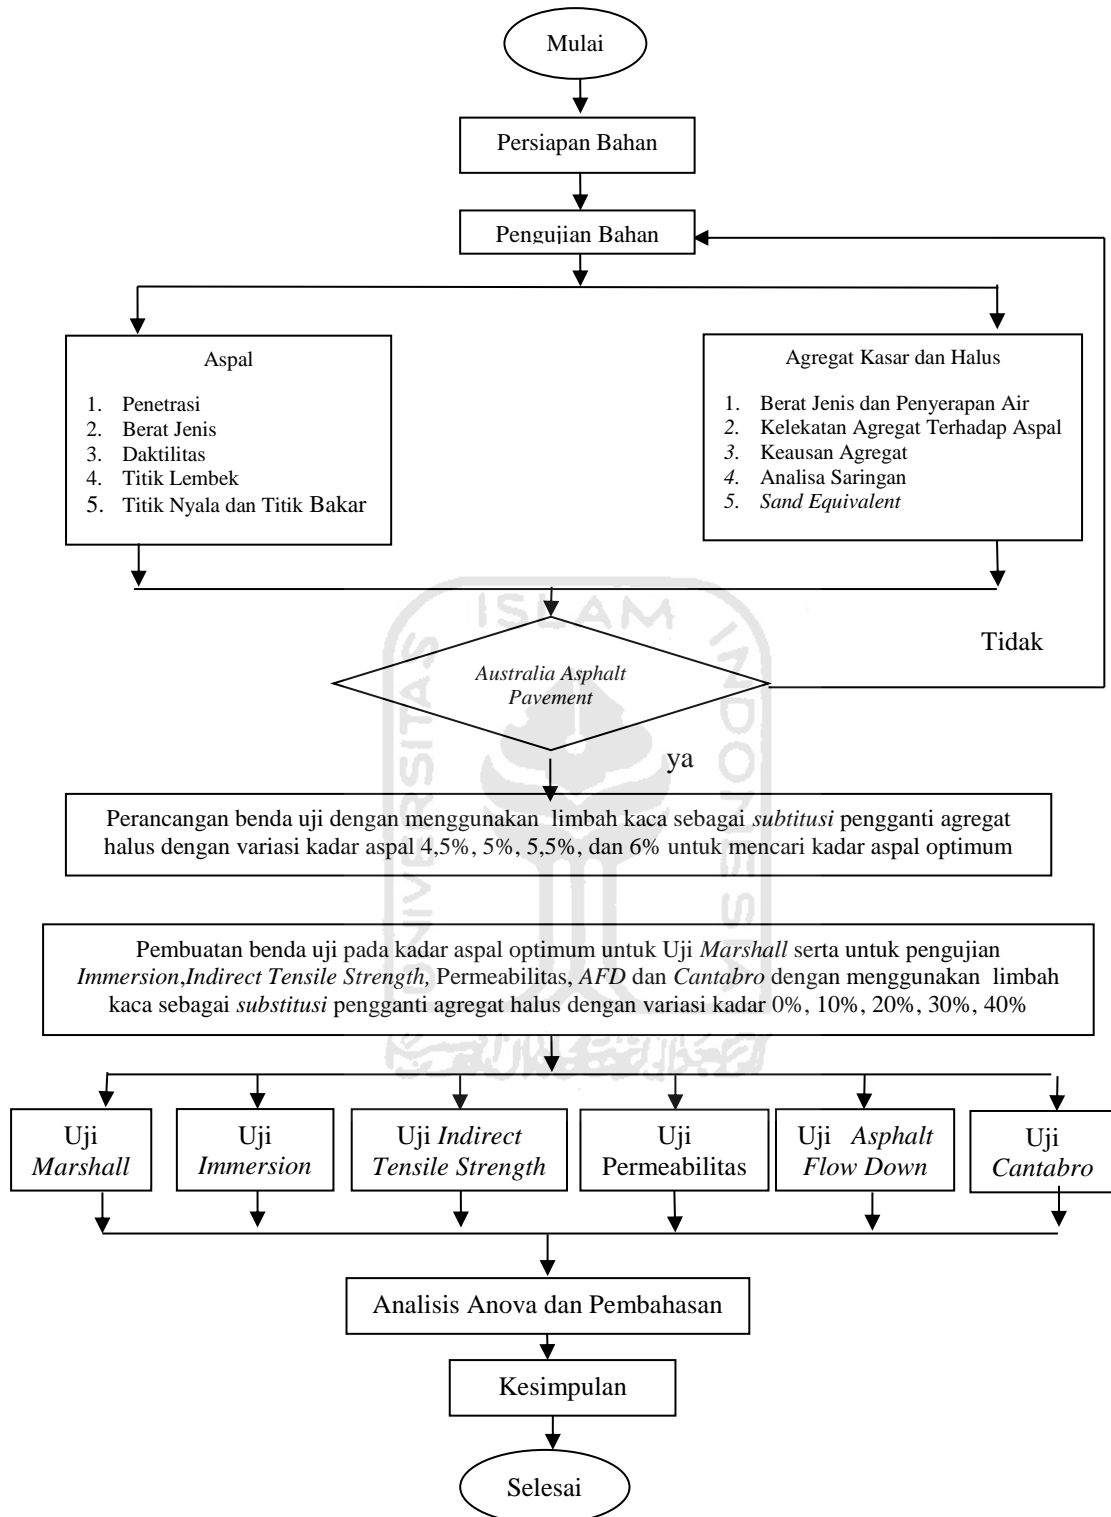 Mulai
Persiapan Bahan
Pengujian Bahan
Aspal
1. Penetrasi
2. Berat Jenis
3. Daktilitas
4. Titik Lembek
5. Titik Nyala dan Titik Bakar
Agregat Kasar dan Halus
1. Berat Jenis dan Penyerapan Air
2. Kelekatan Agregat Terhadap Aspal
3. Keausan Agregat
4. Analisa Saringan
5. Sand Equivalent
UNIVERSITAS
ISLAM
INDONESIA
Australia Asphalt
Pavement
Tidak
ya
Perancangan benda uji dengan menggunakan limbah kaca sebagai subtitusi pengganti agregat
halus dengan variasi kadar aspal 4,5%, 5%, 5,5%, dan 6% untuk mencari kadar aspal optimum
Pembuatan benda uji pada kadar aspal optimum untuk Uji Marshall serta untuk pengujian
Immersion,Indirect Tensile Strength, Permeabilitas, AFD dan Cantabro dengan menggunakan limbah
kaca sebagai substitusi pengganti agregat halus dengan variasi kadar 0%, 10%, 20%, 30%, 40%
Uji
Marshall
Uji
Immersion
Uji Indirect
Tensile Strength
Uji
Permeabilitas
Uji Asphalt
Flow Down
Uji
Cantabro
Analisis Anova dan Pembahasan
Kesimpulan
Selesai